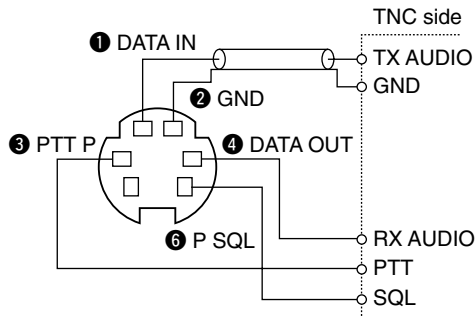 TNC side
❶ DATA IN
TX AUDIO
GND
❷ GND
❸ PTT P
❹ DATA OUT
❻ P SQL
RX AUDIO
PTT
SQL